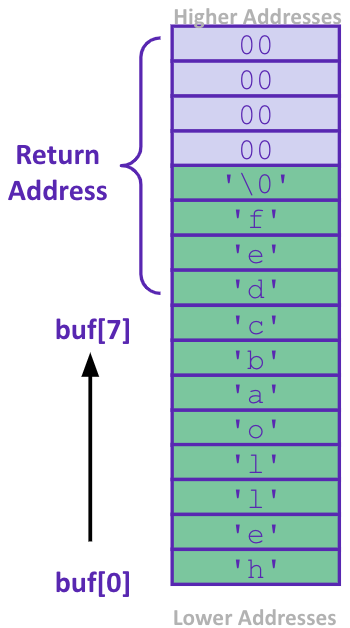 Higher Addresses
00
00
00
00
Return
Address
'\0'
'f'
'e'
'd'
buf[7]
'c'
'b'
'a'
'o'
'l'
'l'
'e'
buf[0]
'h'
Lower Addresses